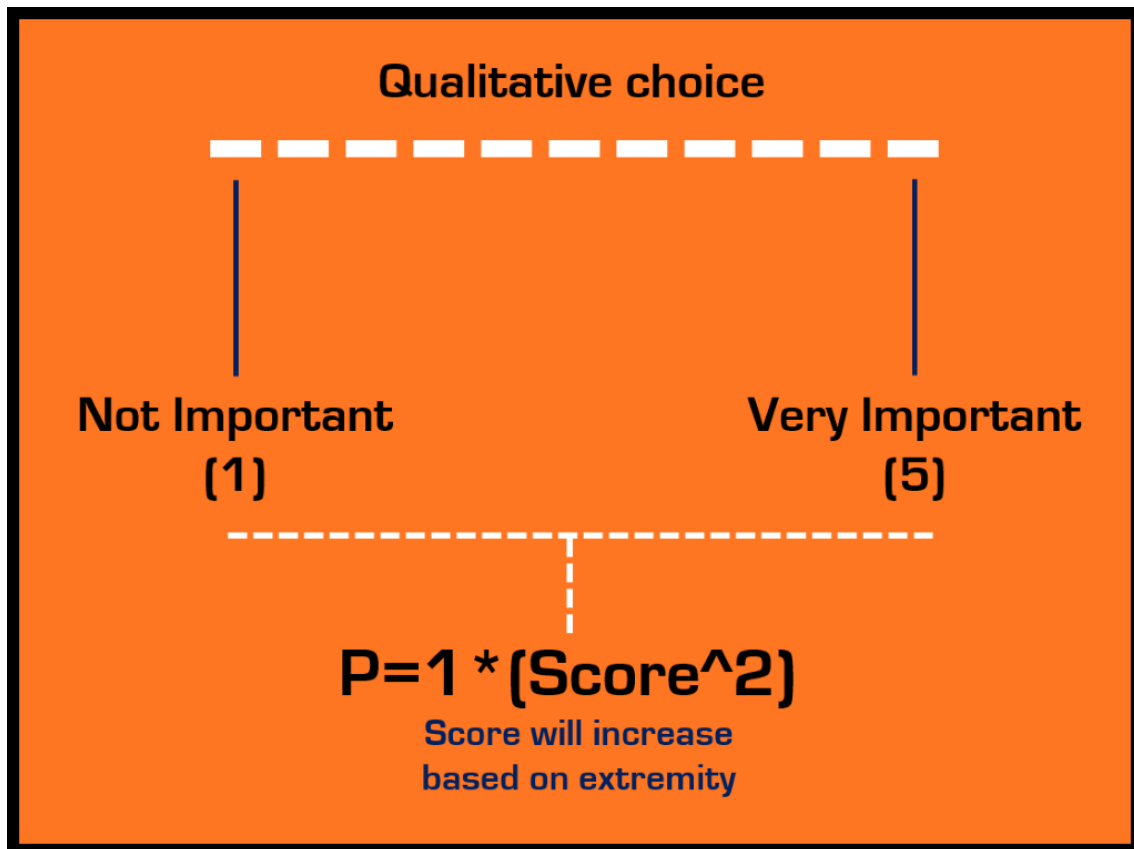 Qualitative choice
Not Important
(1)
Very Important
(5)
P=1*(Score^2)
Score will increase
based on extremity